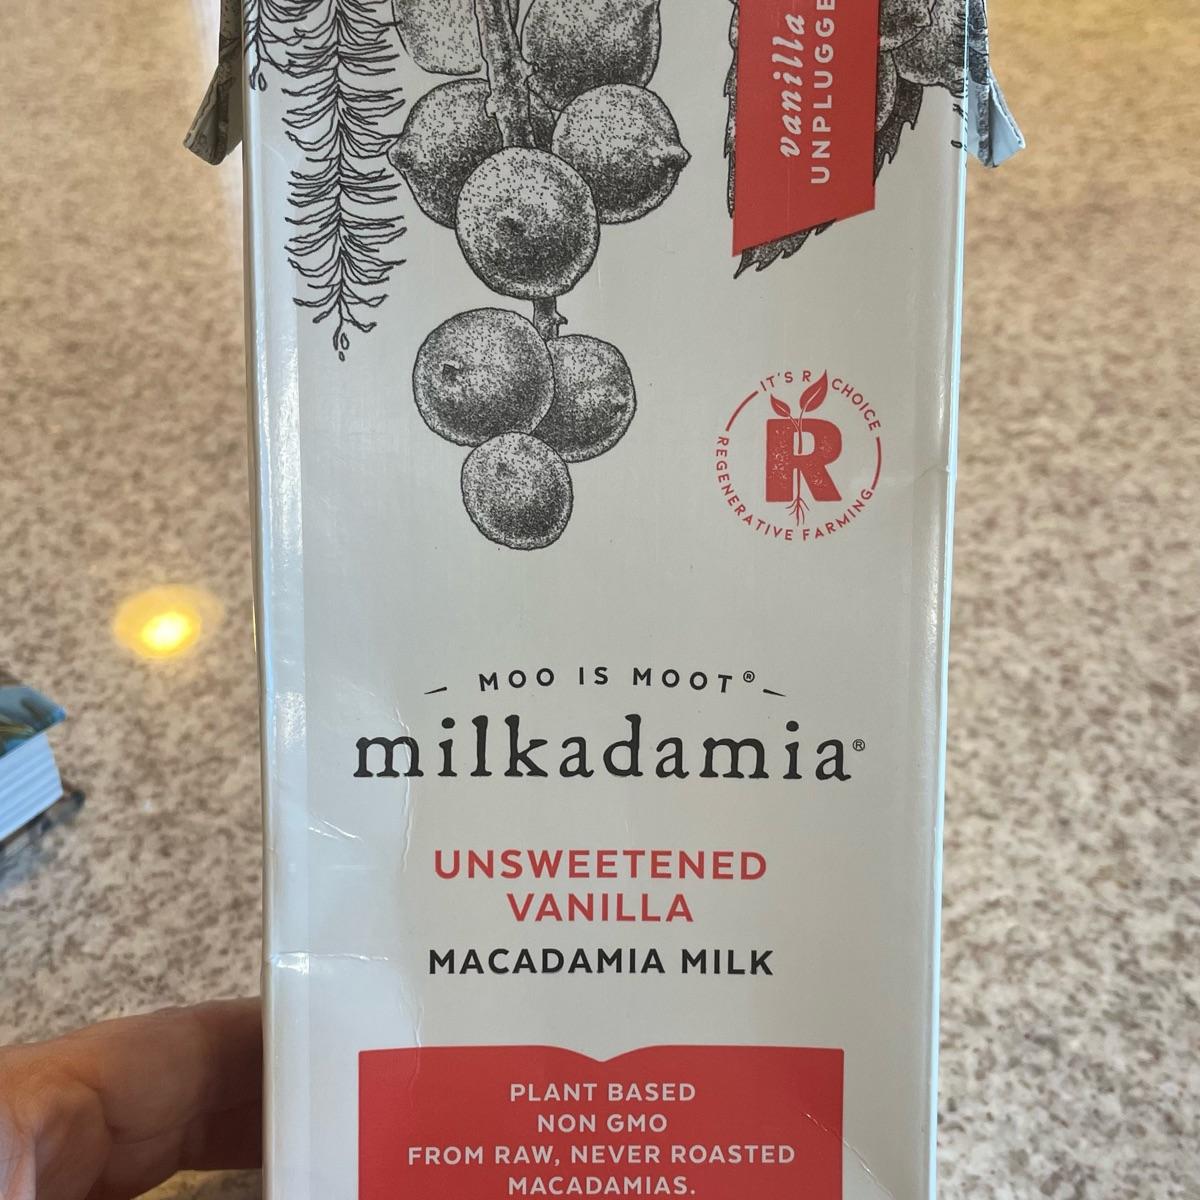 vanilla
UNPLUGGE
IT'S R CHOICE
R
REGENERATIVE FARMING
MOO IS MOOT®
milkadamia®
UNSWEETENED
VANILLA
MACADAMIA MILK
PLANT BASED
NON GMO
FROM RAW, NEVER ROASTED
MACADAMIAS.